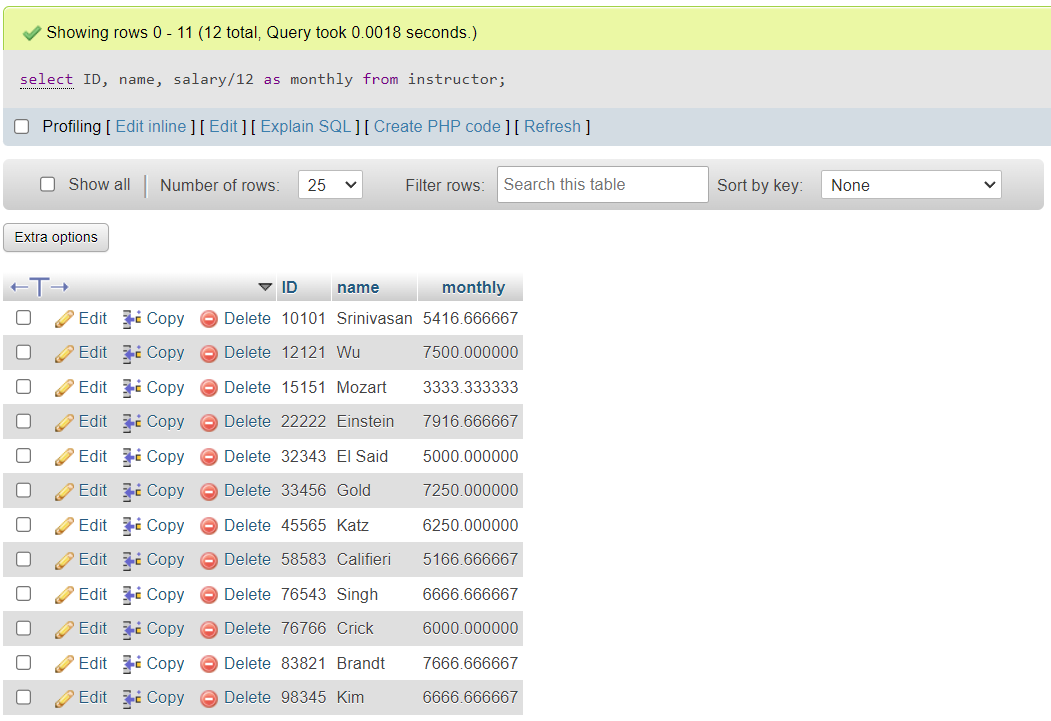 Showing rows 0 - 11 (12 total, Query took 0.0018 seconds.)
select ID, name, salary/12 as monthly from instructor;
Profiling [ Edit inline ] [ Edit ] [ Explain SQL ] [ Create PHP code ] [ Refresh ]
Show all Number of rows: 25 Filter rows: Search this table Sort by key: None
Extra options
←T→ ID name monthly
Edit Copy Delete 10101 Srinivasan 5416.666667
Edit Copy Delete 12121 Wu 7500.000000
Edit Copy Delete 15151 Mozart 3333.333333
Edit Copy Delete 22222 Einstein 7916.666667
Edit Copy Delete 32343 El Said 5000.000000
Edit Copy Delete 33456 Gold 7250.000000
Edit Copy Delete 45565 Katz 6250.000000
Edit Copy Delete 58583 Califieri 5166.666667
Edit Copy Delete 76543 Singh 6666.666667
Edit Copy Delete 76766 Crick 6000.000000
Edit Copy Delete 83821 Brandt 7666.666667
Edit Copy Delete 98345 Kim 6666.666667